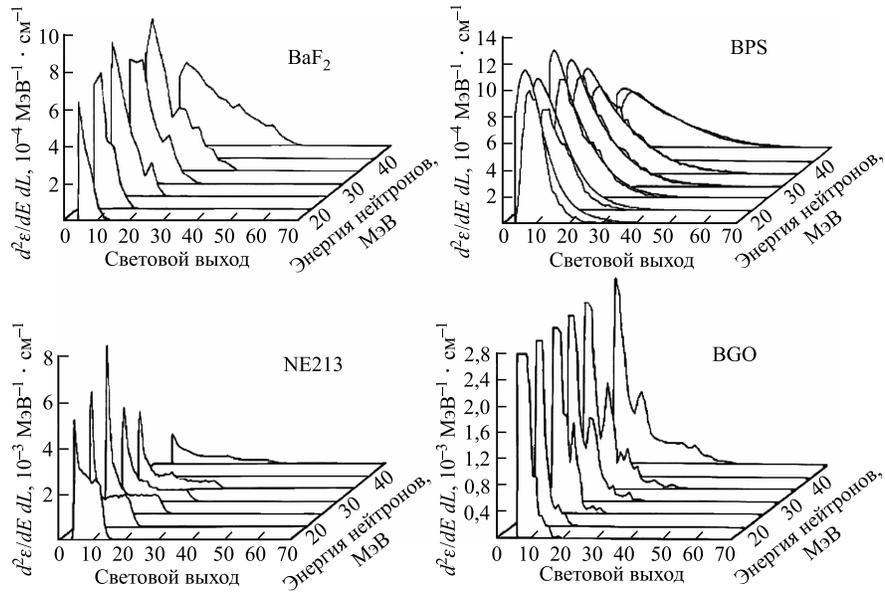 BaF₂
d²ε/dE dL, 10⁻⁴ МэВ⁻¹ · см⁻¹
10
8
6
4
2
0 10 20 30 40 50 60 70
Световой выход
20 30 40
Энергия нейтронов,
МэВ
BPS
d²ε/dE dL, 10⁻⁴ МэВ⁻¹ · см⁻¹
14
12
10
8
6
4
2
0 10 20 30 40 50 60 70
Световой выход
20 30 40
Энергия нейтронов,
МэВ
NE213
d²ε/dE dL, 10⁻³ МэВ⁻¹ · см⁻¹
8
6
4
2
0 10 20 30 40 50 60 70
Световой выход
20 30 40
Энергия нейтронов,
МэВ
BGO
d²ε/dE dL, 10⁻³ МэВ⁻¹ · см⁻¹
2,8
2,4
2,0
1,6
1,2
0,8
0,4
0 10 20 30 40 50 60 70
Световой выход
20 30 40
Энергия нейтронов,
МэВ